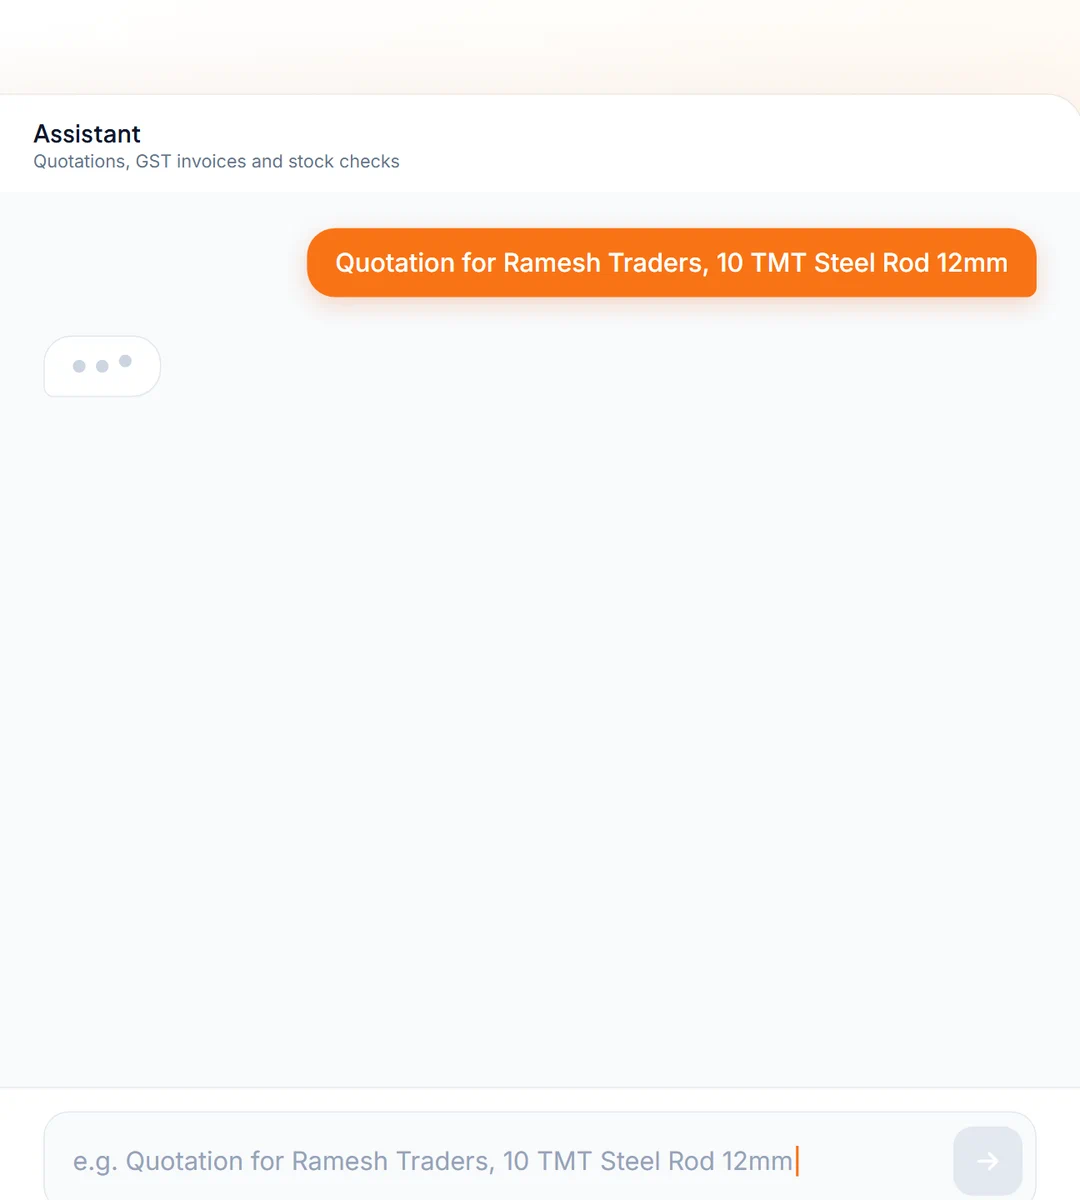 Assistant
Quotations, GST invoices and stock checks
Quotation for Ramesh Traders, 10 TMT Steel Rod 12mm
e.g. Quotation for Ramesh Traders, 10 TMT Steel Rod 12mm